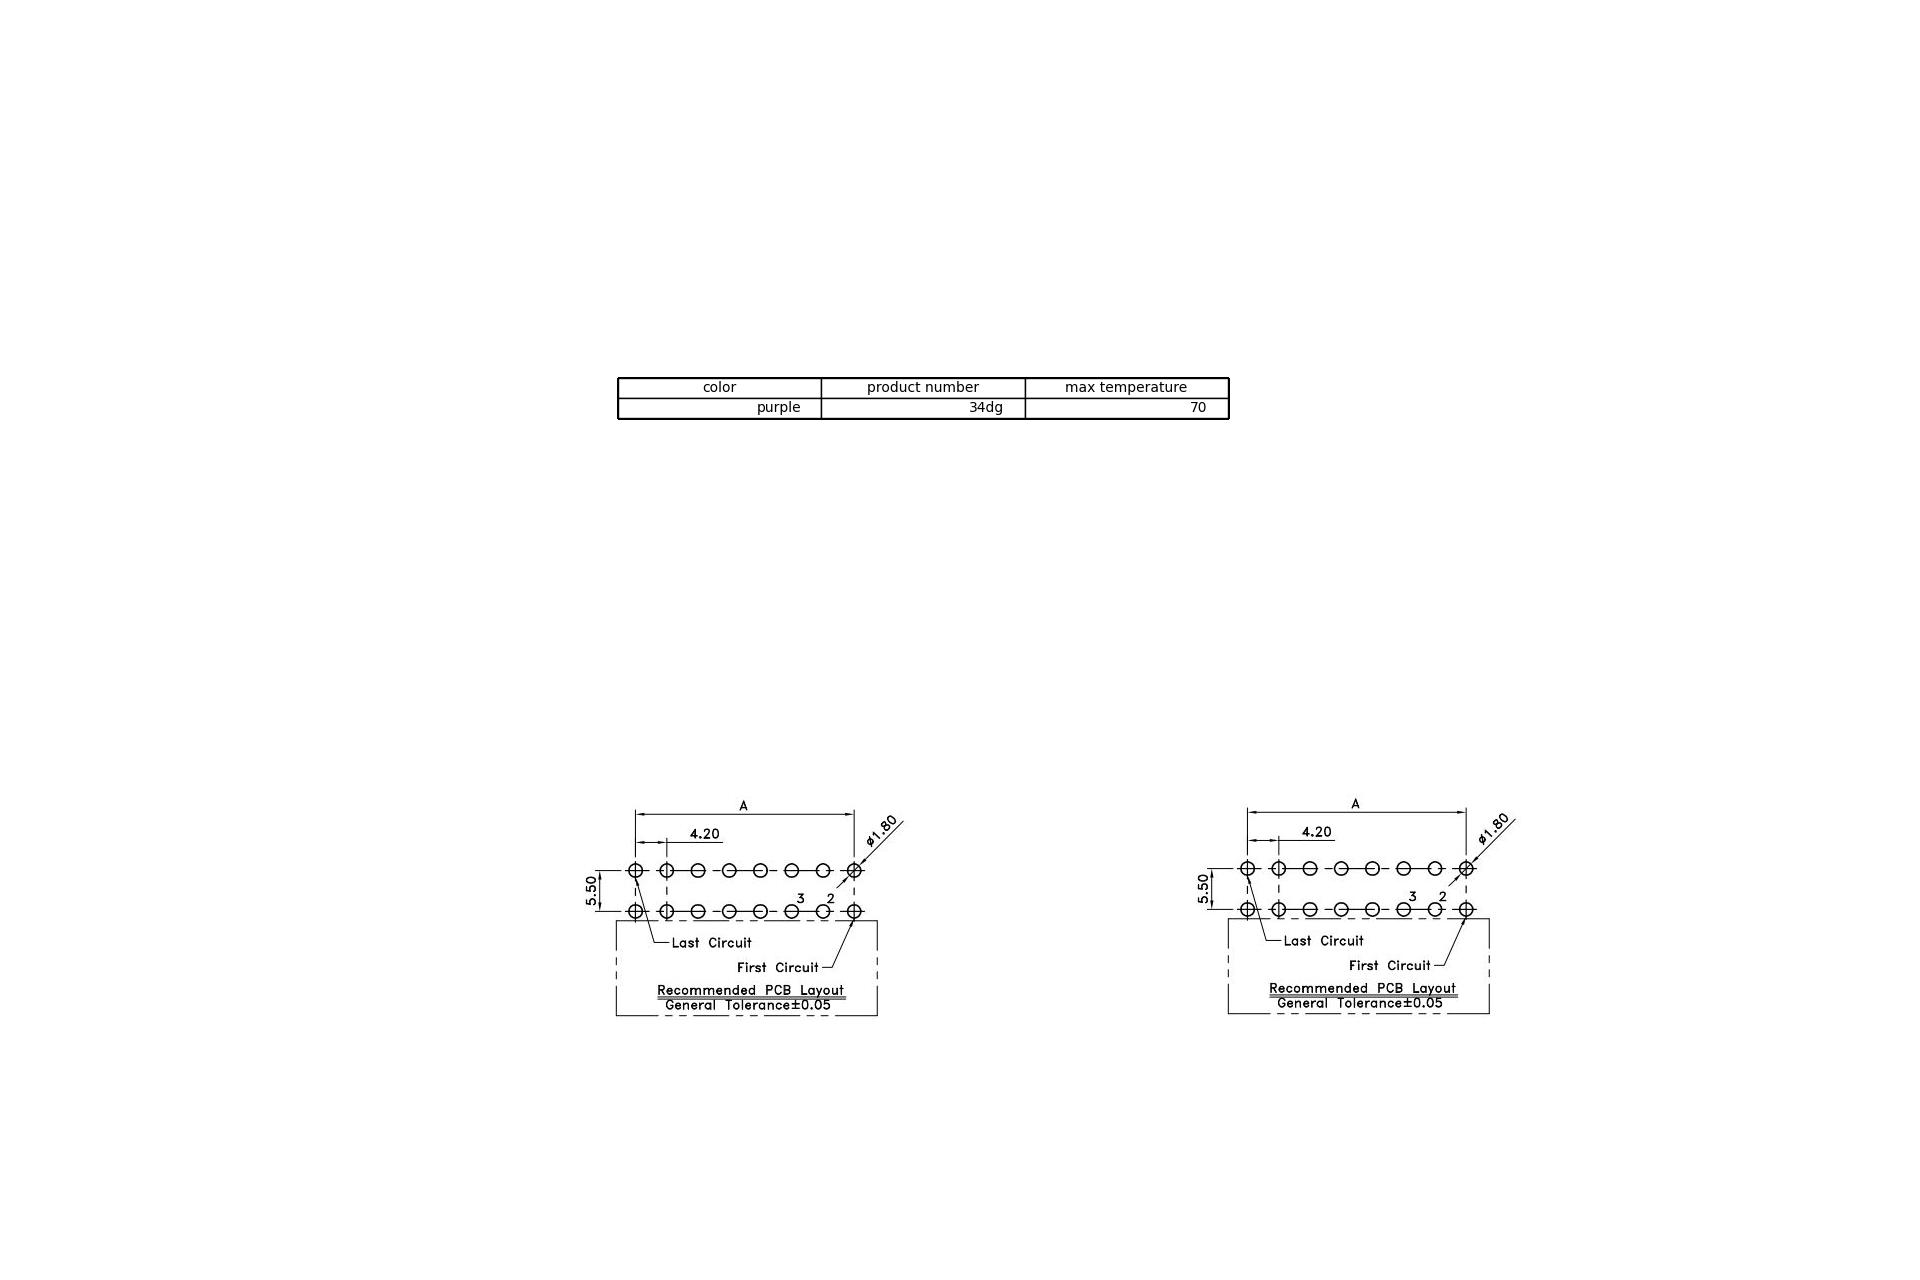 color product number max temperature
purple 34dg 70
A
4.20
ø1.80
5.50
3 2
Last Circuit
First Circuit
Recommended PCB Layout
General Tolerance±0.05
A
4.20
ø1.80
5.50
3 2
Last Circuit
First Circuit
Recommended PCB Layout
General Tolerance±0.05